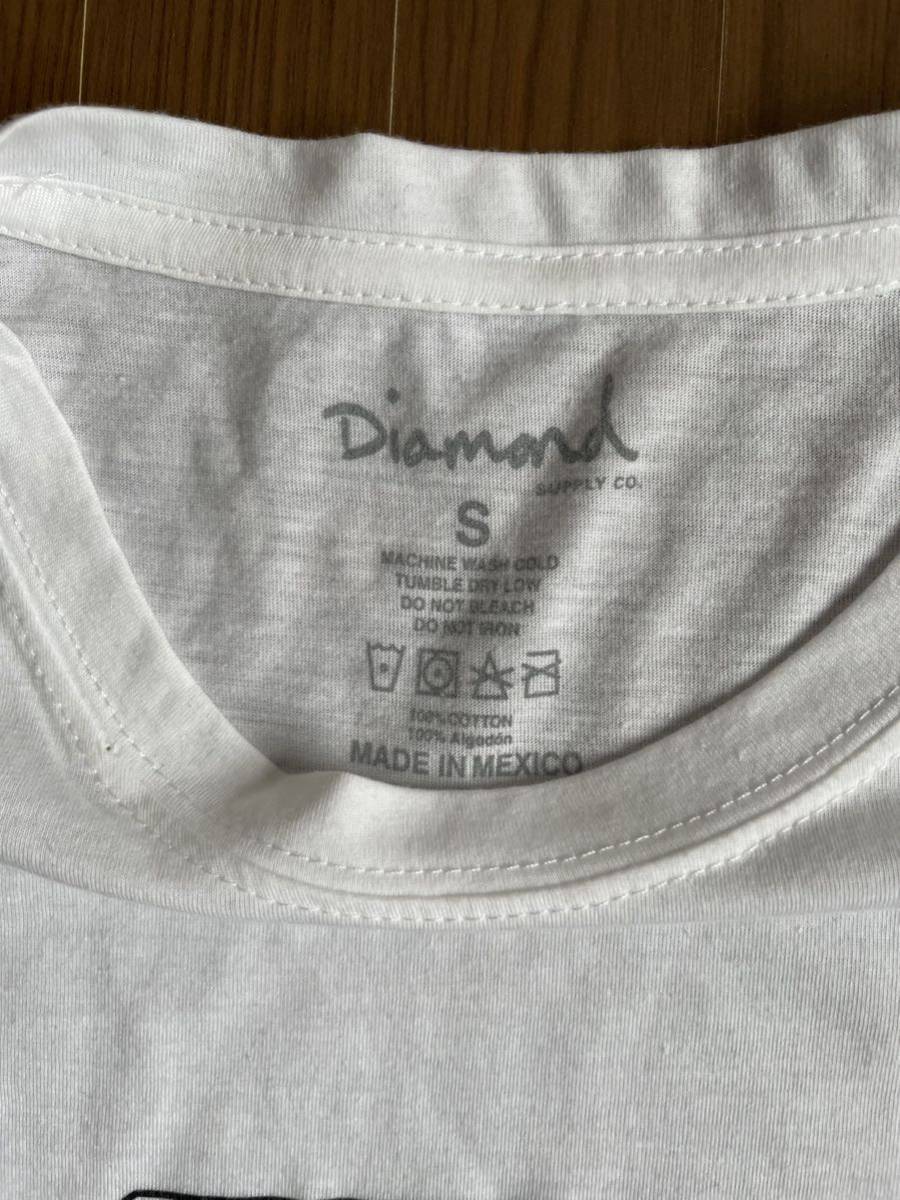 Diamond
SUPPLY CO.
S
MACHINE WASH COLD
TUMBLE DRY LOW
DO NOT BLEACH
DO NOT IRON
100% COTTON
100% Algodón
MADE IN MEXICO